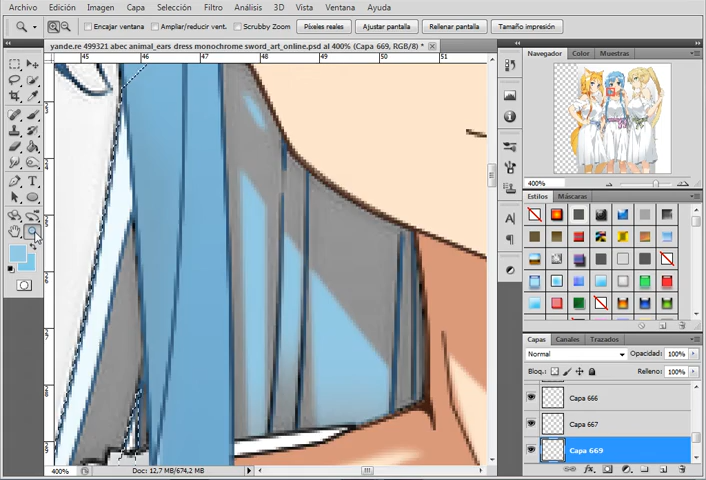 Archivo Edición Imagen Capa Selección Filtro Análisis 3D Vista Ventana Ayuda
Encajar ventana Ampliar/reducir vent. Scrubby Zoom Píxeles reales Ajustar pantalla Rellenar pantalla Tamaño impresión
yande.re 499321 abec animal_ears dress monochrome sword_art_online.psd al 400% (Capa 669, RGB/8) *
45 46 47 48 49 50 51
Navegador Color Muestras
400%
Estilos Máscaras
Capas Canales Trazados
Normal Opacidad: 100%
Bloq.: Relleno: 100%
Capa 666
Capa 667
Capa 669
400% Doc: 12,7 MB/674,2 MB